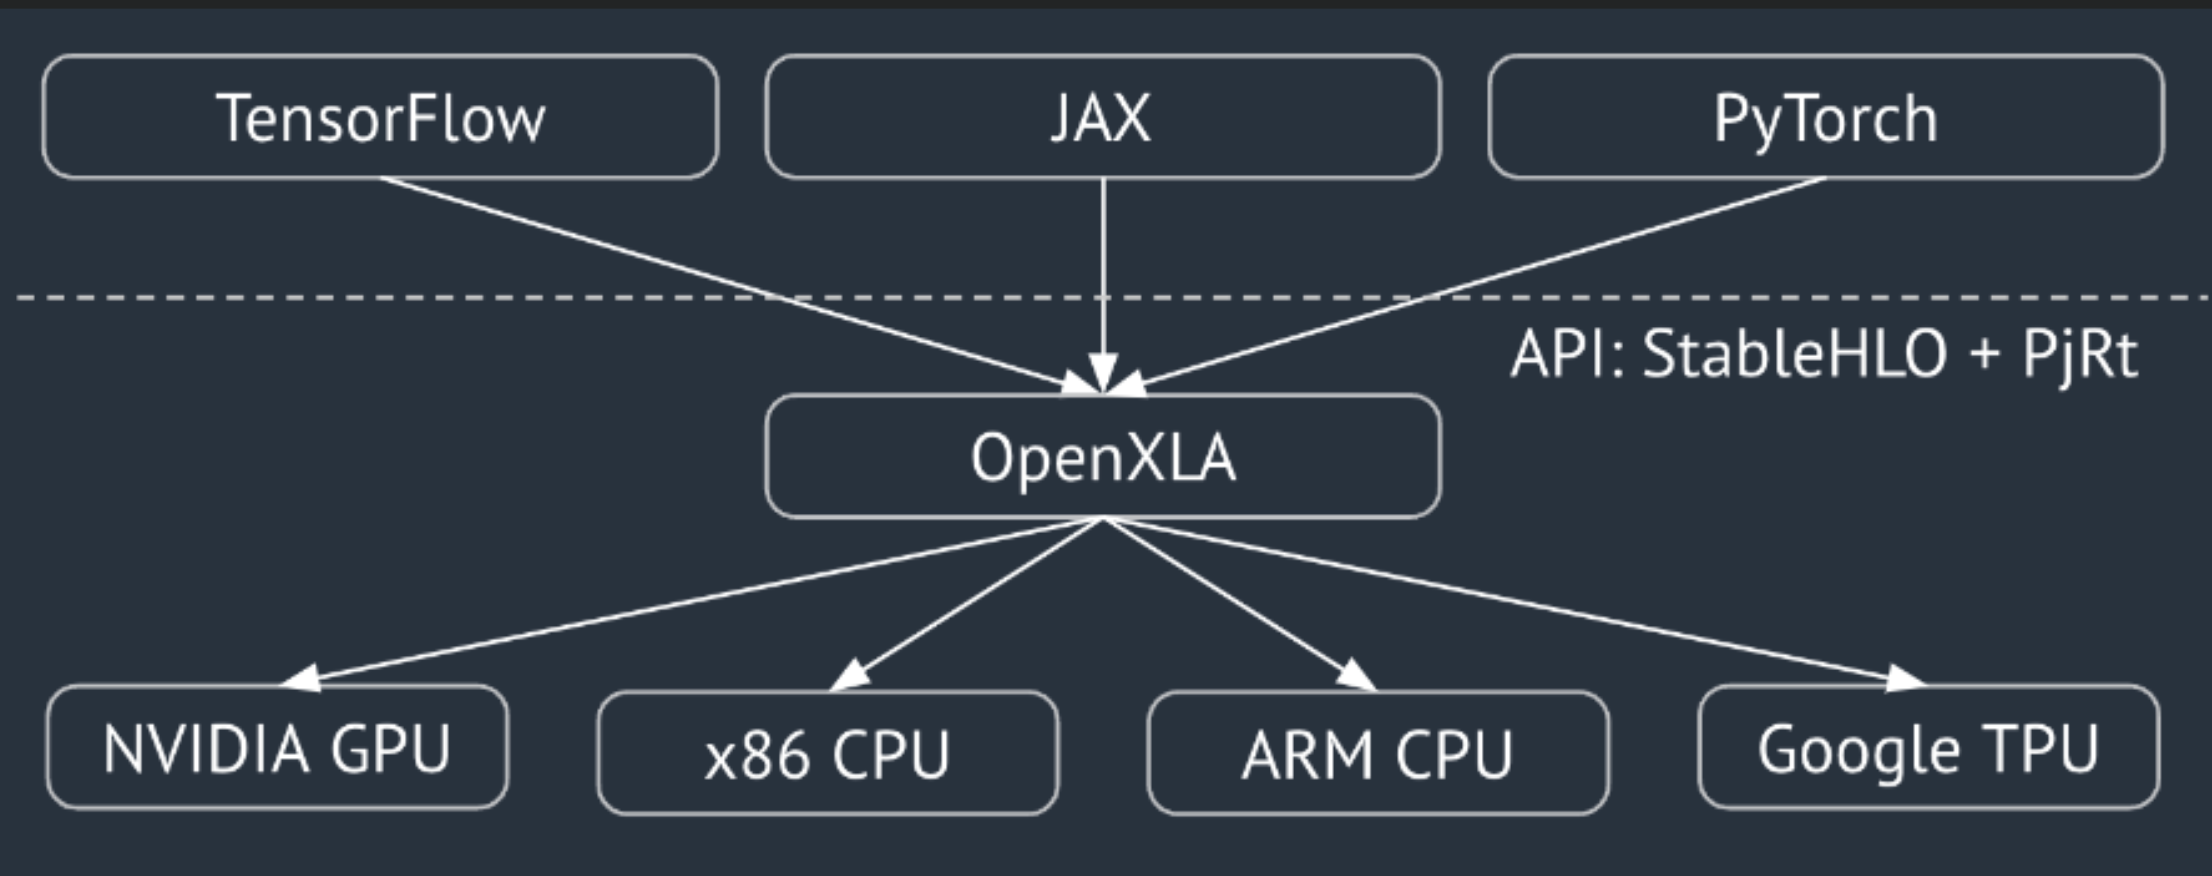 TensorFlow
JAX
PyTorch
API: StableHLO + PjRt
OpenXLA
NVIDIA GPU
x86 CPU
ARM CPU
Google TPU